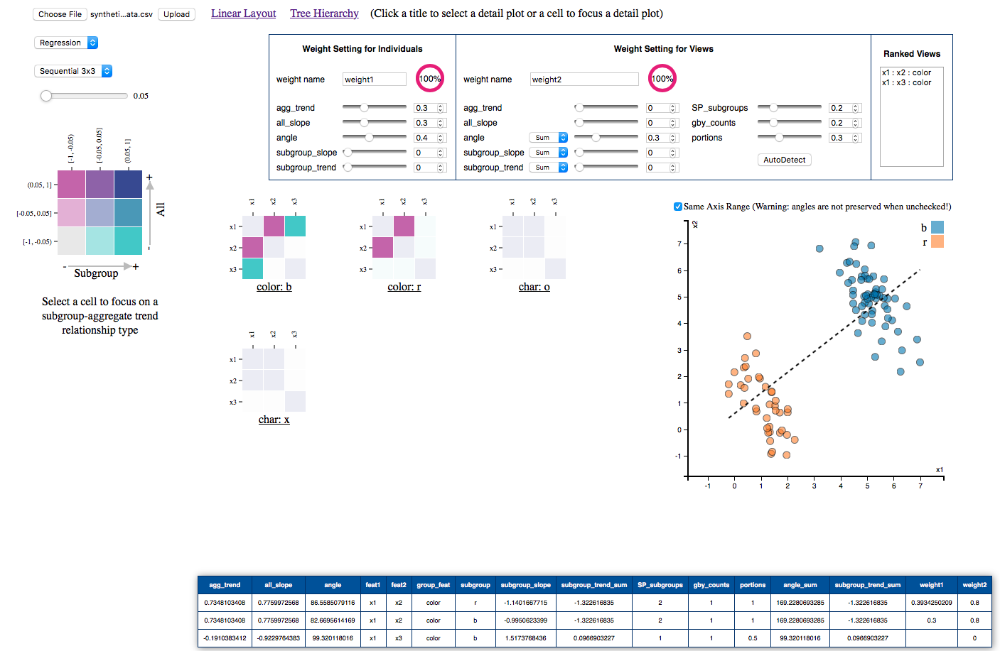 Choose File syntheti...ata.csv Upload Linear Layout Tree Hierarchy (Click a title to select a detail plot or a cell to focus a detail plot)
Regression
Sequential 3x3
0.05
[-1, -0.05) [-0.05, 0.05] (0.05, 1]
(0.05, 1]
[-0.05, 0.05]
[-1, -0.05)
+
All
-
- Subgroup +
Select a cell to focus on a
subgroup-aggregate trend
relationship type
Weight Setting for Individuals
weight name weight1 100%
agg_trend 0.3
all_slope 0.3
angle 0.4
subgroup_slope 0
subgroup_trend 0
Weight Setting for Views
weight name weight2 100%
agg_trend 0 SP_subgroups 0.2
all_slope 0 gby_counts 0.2
angle Sum 0.3 portions 0.3
subgroup_slope Sum 0 AutoDetect
subgroup_trend Sum 0
Ranked Views
x1 : x2 : color
x1 : x3 : color
x1 x2 x3
x1
x2
x3
color: b
x1 x2 x3
x1
x2
x3
color: r
x1 x2 x3
x1
x2
x3
char: o
x1 x2 x3
x1
x2
x3
char: x
Same Axis Range (Warning: angles are not preserved when unchecked!)
x2
b
r
7
6
5
4
3
2
1
0
-1
x1
-1 0 1 2 3 4 5 6 7
agg_trend all_slope angle feat1 feat2 group_feat subgroup subgroup_slope subgroup_trend_sum SP_subgroups gby_counts portions angle_sum subgroup_trend_sum weight1 weight2
0.7348103408 0.7759972568 86.5585079116 x1 x2 color r -1.1401667715 -1.322616835 2 1 1 169.2280693285 -1.322616835 0.3934250209 0.8
0.7348103408 0.7759972568 82.6695614169 x1 x2 color b -0.9950623399 -1.322616835 2 1 1 169.2280693285 -1.322616835 0.3 0.8
-0.1910383412 -0.9229764383 99.320118016 x1 x3 color b 1.5173768436 0.0966903227 1 1 0.5 99.320118016 0.0966903227 0